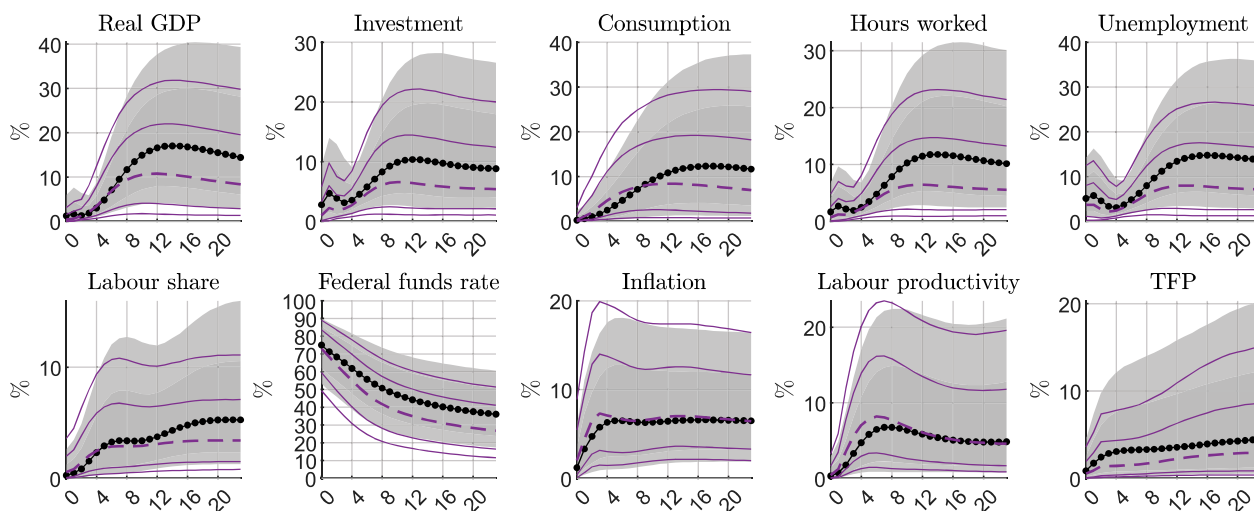 Real GDP
Investment
Consumption
Hours worked
Unemployment
%
40
30
20
10
0
0 4 8 12 16 20
%
30
20
10
0
0 4 8 12 16 20
%
40
30
20
10
0
0 4 8 12 16 20
%
30
20
10
0
0 4 8 12 16 20
%
40
30
20
10
0
0 4 8 12 16 20
Labour share
Federal funds rate
Inflation
Labour productivity
TFP
%
10
0
0 4 8 12 16 20
%
100
90
80
70
60
50
40
30
20
10
0
0 4 8 12 16 20
%
20
10
0
0 4 8 12 16 20
%
20
10
0
0 4 8 12 16 20
%
20
10
0
0 4 8 12 16 20